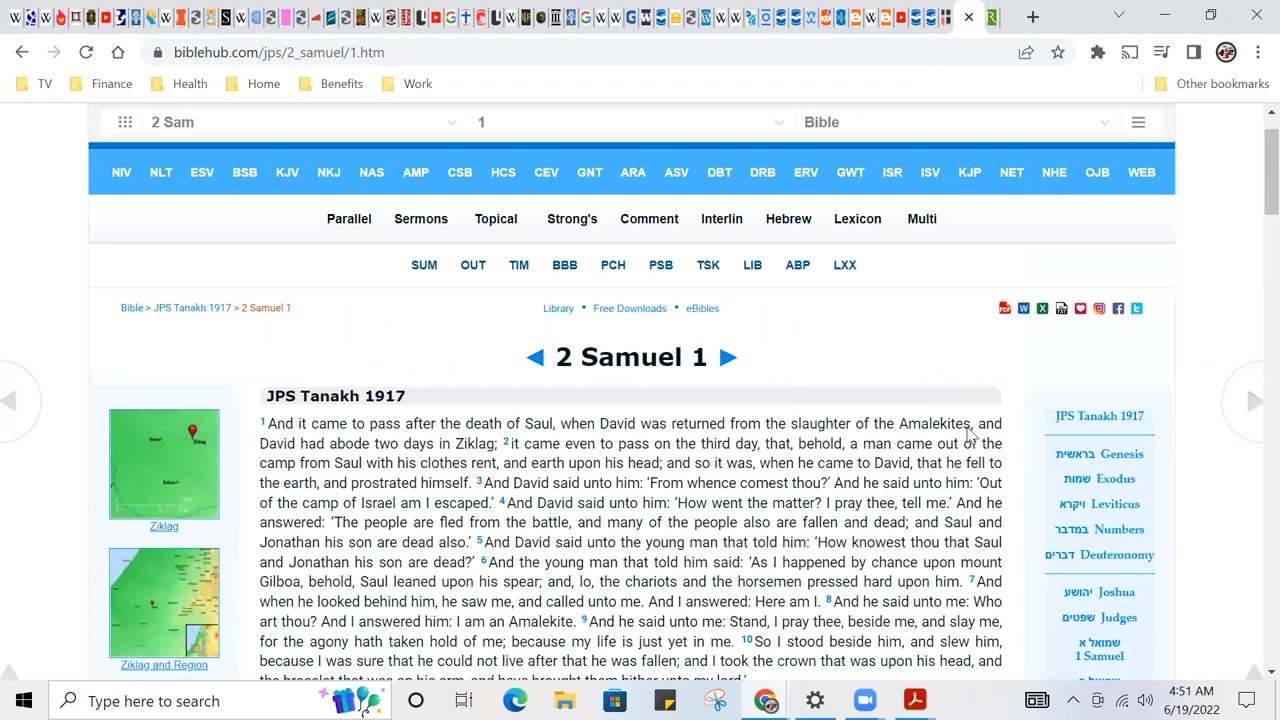 biblehub.com/jps/2_samuel/1.htm
TV Finance Health Home Benefits Work Other bookmarks
2 Sam 1 Bible
NIV NLT ESV BSB KJV NKJ NAS AMP CSB HCS CEV GNT ARA ASV DBT DRB ERV GWT ISR ISV KJP NET NHE OJB WEB
Parallel Sermons Topical Strong's Comment Interlin Hebrew Lexicon Multi
SUM OUT TIM BBB PCH PSB TSK LIB ABP LXX
Bible > JPS Tanakh 1917 > 2 Samuel 1 Library • Free Downloads • eBibles
◄ 2 Samuel 1 ►
JPS Tanakh 1917
1And it came to pass after the death of Saul, when David was returned from the slaughter of the Amalekites, and
David had abode two days in Ziklag; 2it came even to pass on the third day, that, behold, a man came out of the
camp from Saul with his clothes rent, and earth upon his head; and so it was, when he came to David, that he fell to
the earth, and prostrated himself. 3And David said unto him: ‘From whence comest thou?’ And he said unto him: ‘Out
of the camp of Israel am I escaped.’ 4And David said unto him: ‘How went the matter? I pray thee, tell me.’ And he
answered: ‘The people are fled from the battle, and many of the people also are fallen and dead; and Saul and
Jonathan his son are dead also.’ 5And David said unto the young man that told him: ‘How knowest thou that Saul
and Jonathan his son are dead?’ 6And the young man that told him said: ‘As I happened by chance upon mount
Gilboa, behold, Saul leaned upon his spear; and, lo, the chariots and the horsemen pressed hard upon him. 7And
when he looked behind him, he saw me, and called unto me. And I answered: Here am I. 8And he said unto me: Who
art thou? And I answered him: I am an Amalekite. 9And he said unto me: Stand, I pray thee, beside me, and slay me,
for the agony hath taken hold of me; because my life is just yet in me. 10So I stood beside him, and slew him,
because I was sure that he could not live after that he was fallen; and I took the crown that was upon his head, and
Ziklag
Ziklag and Region
JPS Tanakh 1917
בראשית Genesis
שמות Exodus
ויקרא Leviticus
במדבר Numbers
דברים Deuteronomy
יהושע Joshua
שפטים Judges
שמואל א
1 Samuel
Type here to search
4:51 AM
6/19/2022